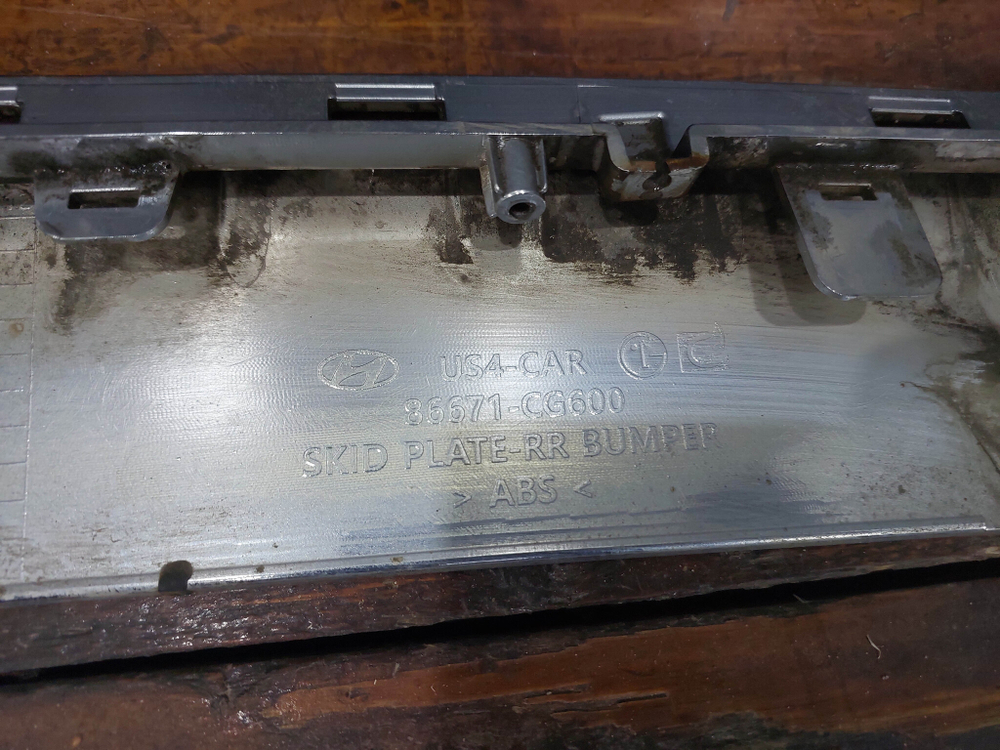 US4-CAR
86671-CG600
SKID PLATE-RR BUMPER
> ABS <